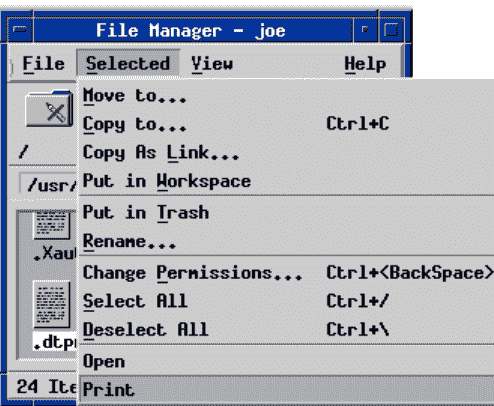 File Manager - joe
File Selected View Help
Move to...
Copy to... Ctrl+C
Copy As Link...
/
Put in Workspace
/usr/
Put in Trash
Rename...
.Xau
Change Permissions... Ctrl+<BackSpace>
Select All Ctrl+/
Deselect All Ctrl+\
.dtp
Open
24 Ite
Print